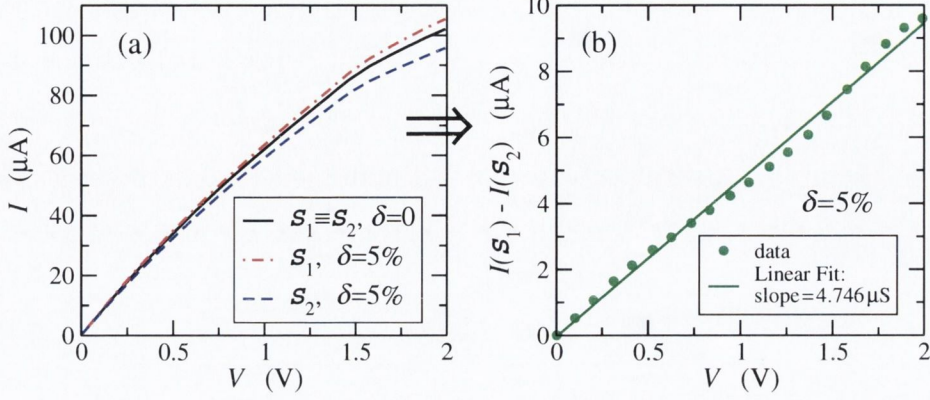 (a)
100
80
60
40
20
0
I (μA)
S₁≡S₂, δ=0
S₁, δ=5%
S₂, δ=5%
0 0.5 1 1.5 2
V (V)
(b)
10
8
6
4
2
0
I(S₁) - I(S₂) (μA)
δ=5%
data
Linear Fit:
slope=4.746μS
0 0.5 1 1.5 2
V (V)